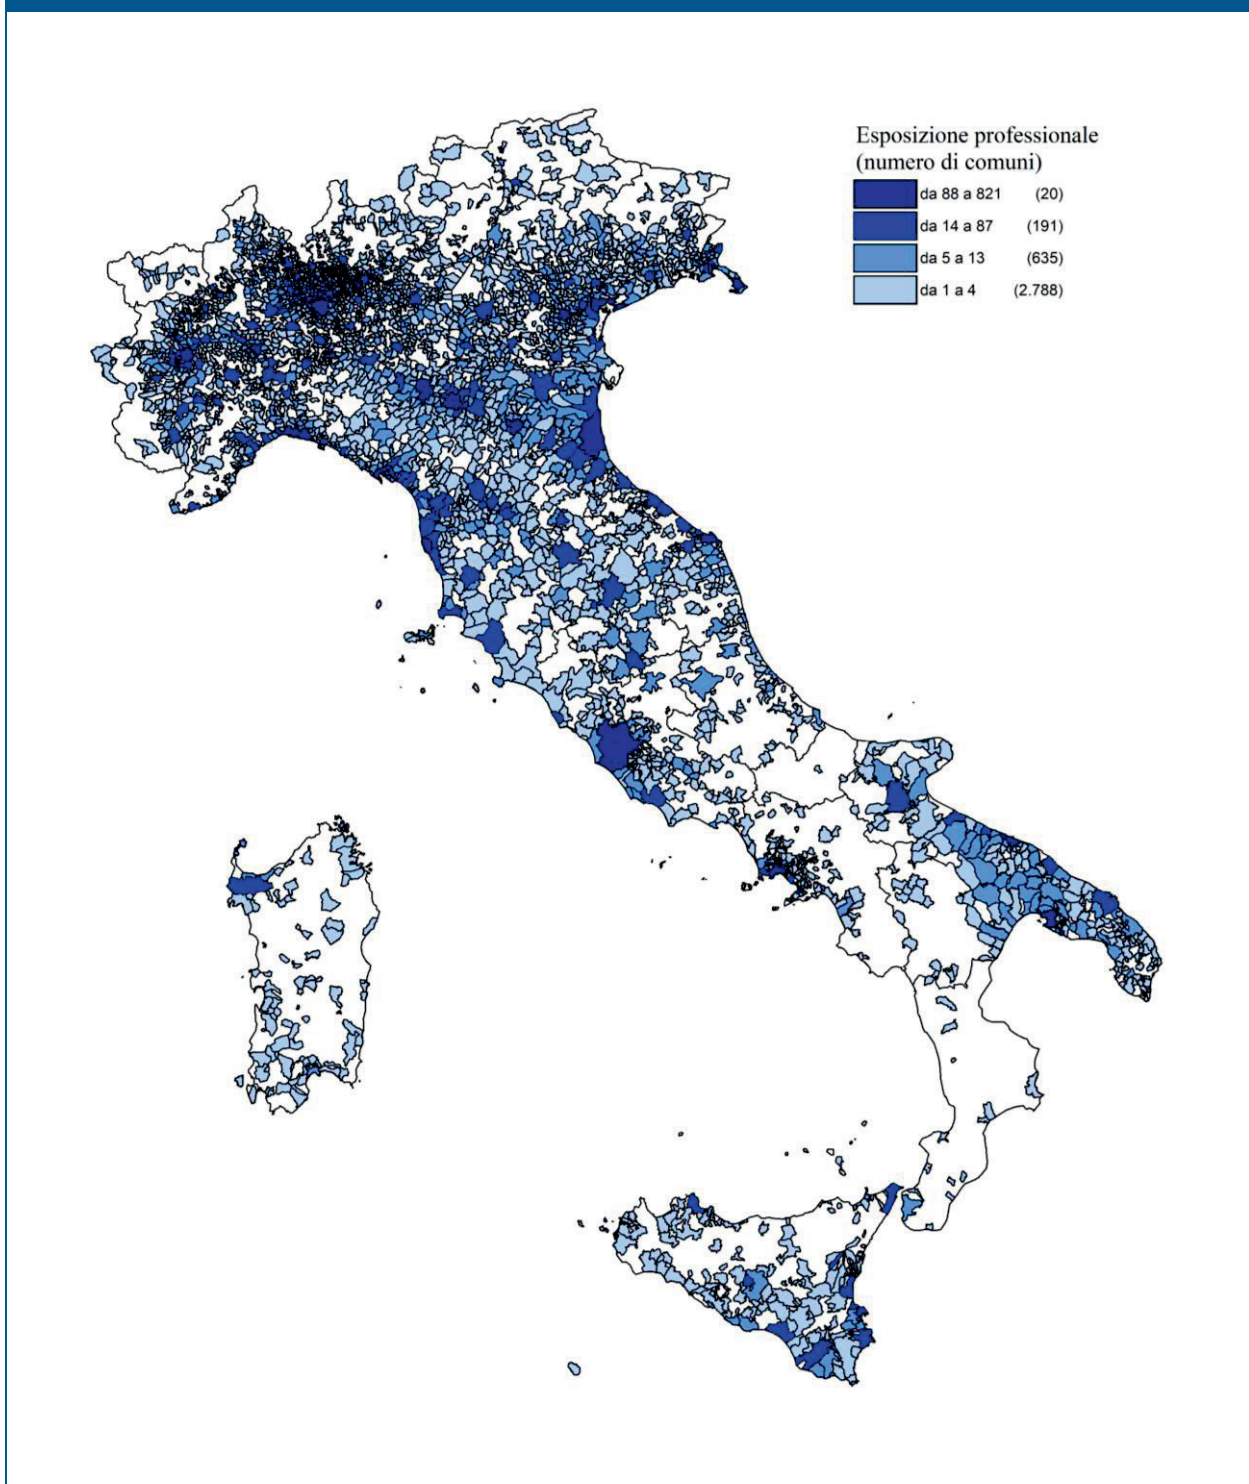 Esposizione professionale
(numero di comuni)
da 88 a 821 (20)
da 14 a 87 (191)
da 5 a 13 (635)
da 1 a 4 (2.788)